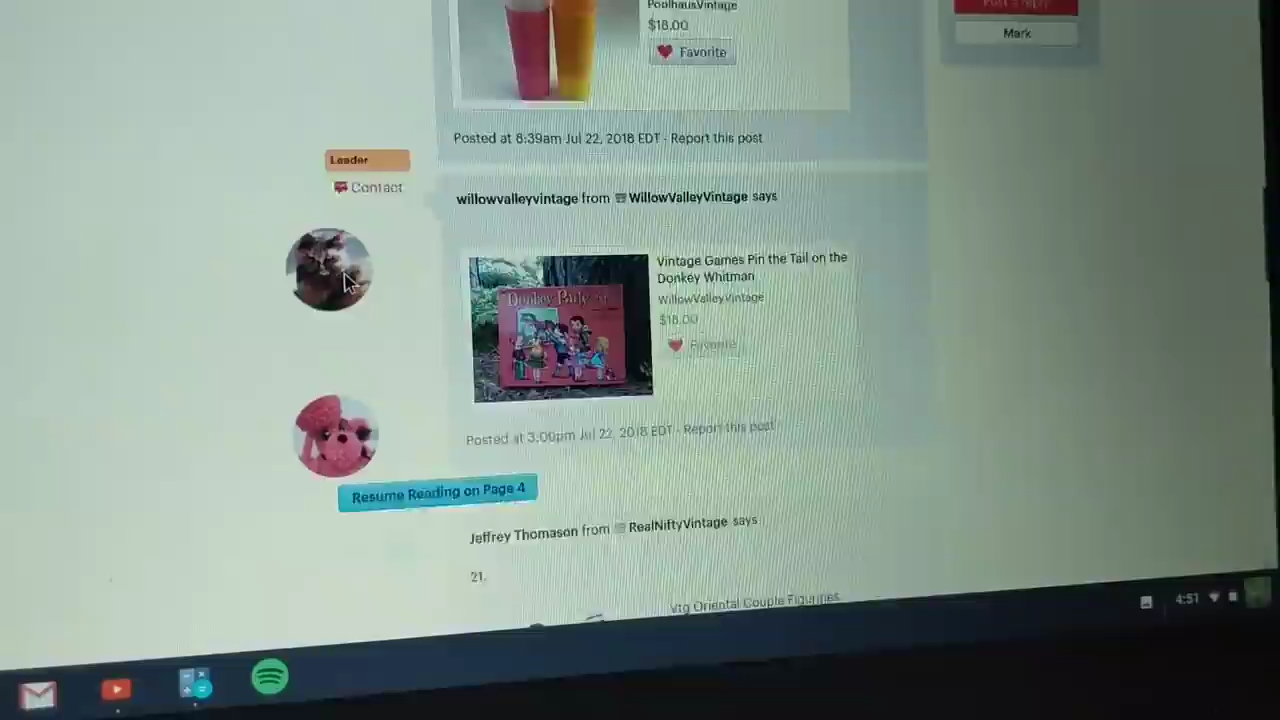 PoolhausVintage
$18.00
Favorite
Mark
Posted at 8:39am Jul 22, 2018 EDT - Report this post
Leader
Contact
willowvalleyvintage from WillowValleyVintage says
Vintage Games Pin the Tail on the
Donkey Whitman
WillowValleyVintage
$18.00
Favorite
Donkey Party
Posted at 3:00pm Jul 22, 2018 EDT - Report this post
Resume Reading on Page 4
Jeffrey Thomason from RealNiftyVintage says
21.
Vtg Oriental Couple Figurines
4:51